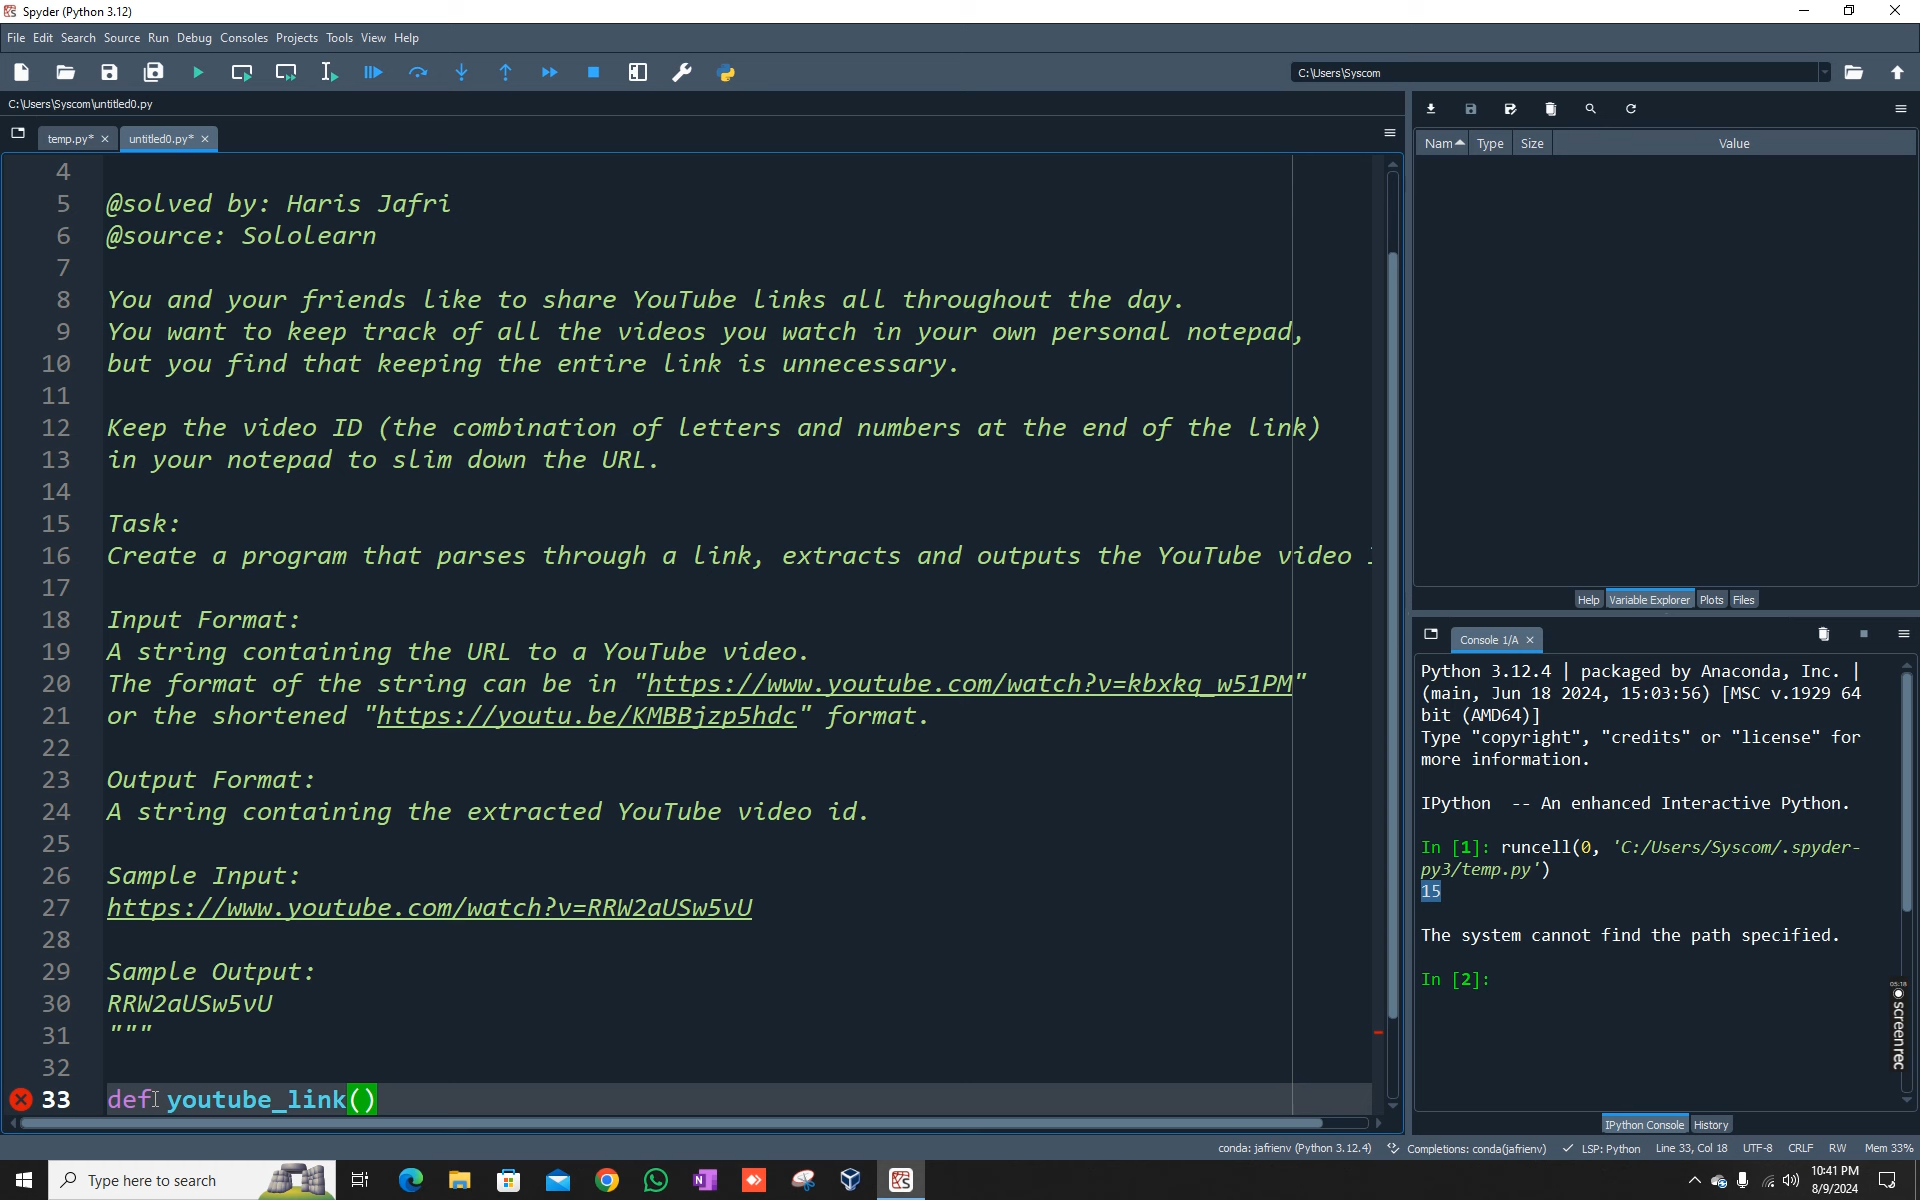 Spyder (Python 3.12)
File Edit Search Source Run Debug Consoles Projects Tools View Help
C:\Users\Syscom
C:\Users\Syscom\untitled0.py
temp.py* untitled0.py*
4
5 @solved by: Haris Jafri
6 @source: Sololearn
7
8 You and your friends like to share YouTube links all throughout the day.
9 You want to keep track of all the videos you watch in your own personal notepad,
10 but you find that keeping the entire link is unnecessary.
11
12 Keep the video ID (the combination of letters and numbers at the end of the link)
13 in your notepad to slim down the URL.
14
15 Task:
16 Create a program that parses through a link, extracts and outputs the YouTube video
17
18 Input Format:
19 A string containing the URL to a YouTube video.
20 The format of the string can be in "https://www.youtube.com/watch?v=kbxkq_w51PM"
21 or the shortened "https://youtu.be/KMBBjzp5hdc" format.
22
23 Output Format:
24 A string containing the extracted YouTube video id.
25
26 Sample Input:
27 https://www.youtube.com/watch?v=RRW2aUSw5vU
28
29 Sample Output:
30 RRW2aUSw5vU
31 """
32
33 def youtube_link()
Nam Type Size Value
Help Variable Explorer Plots Files
Console 1/A
Python 3.12.4 | packaged by Anaconda, Inc. |
(main, Jun 18 2024, 15:03:56) [MSC v.1929 64
bit (AMD64)]
Type "copyright", "credits" or "license" for
more information.
IPython -- An enhanced Interactive Python.
In [1]: runcell(0, 'C:/Users/Syscom/.spyder-
py3/temp.py')
15
The system cannot find the path specified.
In [2]:
05:18
screenrec
IPython Console History
conda: jafrienv (Python 3.12.4) Completions: conda(jafrienv) LSP: Python Line 33, Col 18 UTF-8 CRLF RW Mem 33%
Type here to search
10:41 PM
8/9/2024